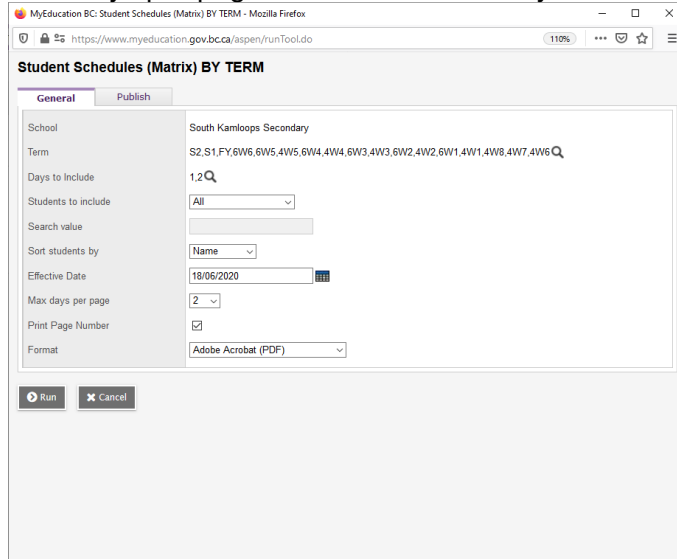 MyEducation BC: Student Schedules (Matrix) BY TERM - Mozilla Firefox
https://www.myeducation.gov.bc.ca/aspen/runTool.do 110%
Student Schedules (Matrix) BY TERM
General Publish
School South Kamloops Secondary
Term S2,S1,FY,6W6,6W5,4W5,6W4,4W4,6W3,4W3,6W2,4W2,6W1,4W1,4W8,4W7,4W6
Days to Include 1,2
Students to include All
Search value
Sort students by Name
Effective Date 18/06/2020
Max days per page 2
Print Page Number
Format Adobe Acrobat (PDF)
Run Cancel